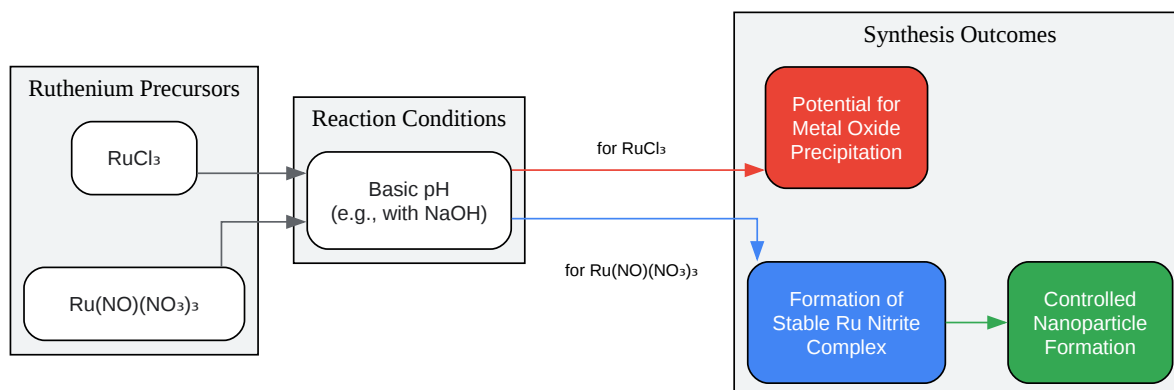 Ruthenium Precursors
RuCl₃
Ru(NO)(NO₃)₃
Reaction Conditions
Basic pH
(e.g., with NaOH)
for RuCl₃
for Ru(NO)(NO₃)₃
Synthesis Outcomes
Potential for
Metal Oxide
Precipitation
Formation of
Stable Ru Nitrite
Complex
Controlled
Nanoparticle
Formation